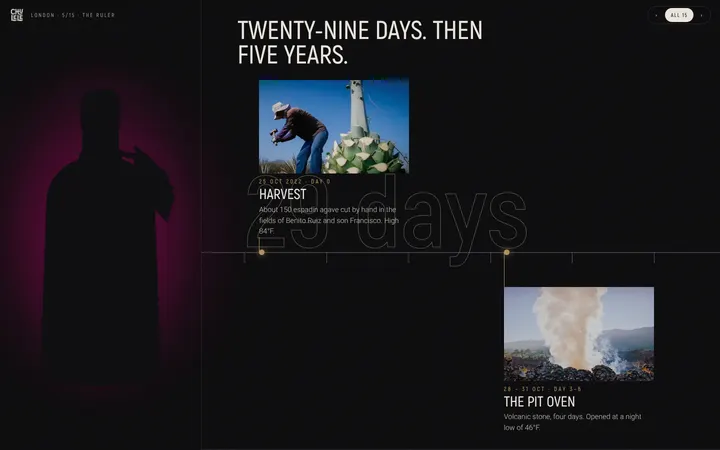 CHU
LELE
LONDON · 5/15 · THE RULER
ALL 15
TWENTY-NINE DAYS. THEN
FIVE YEARS.
29 days
25 OCT 2022 · DAY 0
HARVEST
About 150 espadín agave cut by hand in the
fields of Benito Ruiz and son Francisco. High
84°F.
28 – 31 OCT · DAY 3–6
THE PIT OVEN
Volcanic stone, four days. Opened at a night
low of 46°F.